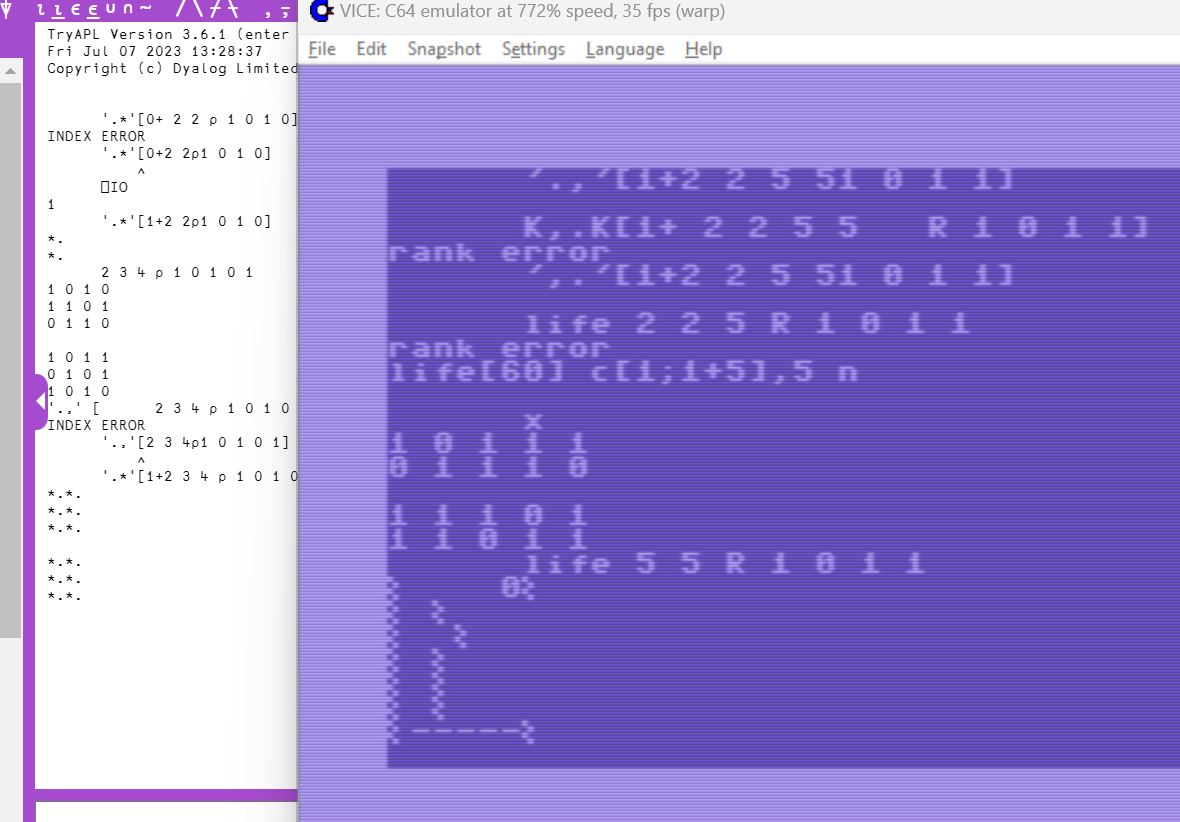 TryAPL Version 3.6.1 (enter
Fri Jul 07 2023 13:28:37
Copyright (c) Dyalog Limited
'.*'[0+ 2 2 ⍴ 1 0 1 0]
INDEX ERROR
'.*'[0+2 2⍴1 0 1 0]
^
⎕IO
1
'.*'[1+2 2⍴1 0 1 0]
*.
*.
2 3 4 ⍴ 1 0 1 0 1
1 0 1 0
1 1 0 1
0 1 1 0
1 0 1 1
0 1 0 1
1 0 1 0
'.,' [ 2 3 4 ⍴ 1 0 1 0
INDEX ERROR
'.,'[2 3 4⍴1 0 1 0 1]
^
'.*'[1+2 3 4 ⍴ 1 0 1 0
*.*.
*.*.
*.*.
*.*.
*.*.
*.*.
VICE: C64 emulator at 772% speed, 35 fps (warp)
File Edit Snapshot Settings Language Help
'.,'[1+2 2 5 51 0 1 1]
K,.K[1+ 2 2 5 5 R 1 0 1 1]
rank error
',.'[1+2 2 5 51 0 1 1]
life 2 2 5 R 1 0 1 1
rank error
life[60] c[1;1+5],5 n
x
1 0 1 1 1
0 1 1 1 0
1 1 1 0 1
1 1 0 1 1
life 5 5 R 1 0 1 1
0
-----